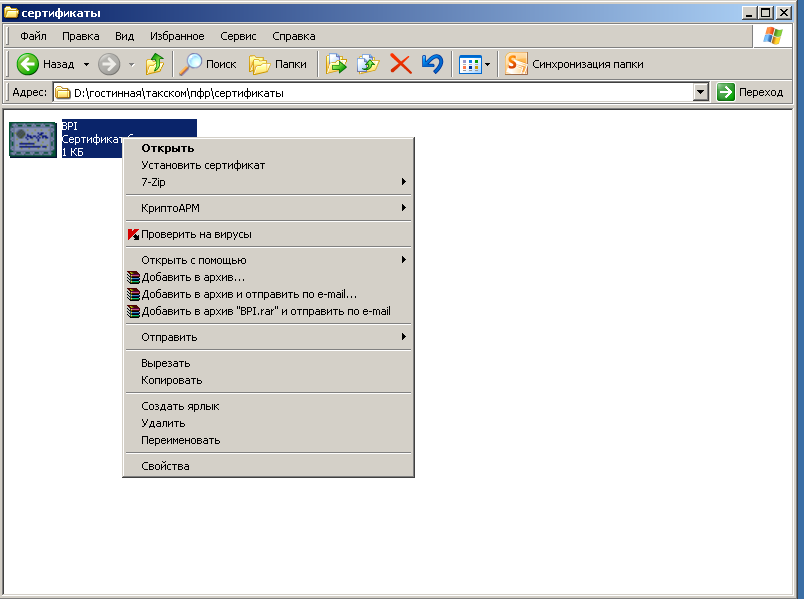 сертификаты
Файл Правка Вид Избранное Сервис Справка
Назад Поиск Папки Синхронизация папки
Адрес: D:\гостинная\такском\пфр\сертификаты Переход
BPI
Сертификат
1 КБ
Открыть
Установить сертификат
7-Zip
КриптоАРМ
Проверить на вирусы
Открыть с помощью
Добавить в архив...
Добавить в архив и отправить по e-mail...
Добавить в архив "BPI.rar" и отправить по e-mail
Отправить
Вырезать
Копировать
Создать ярлык
Удалить
Переименовать
Свойства